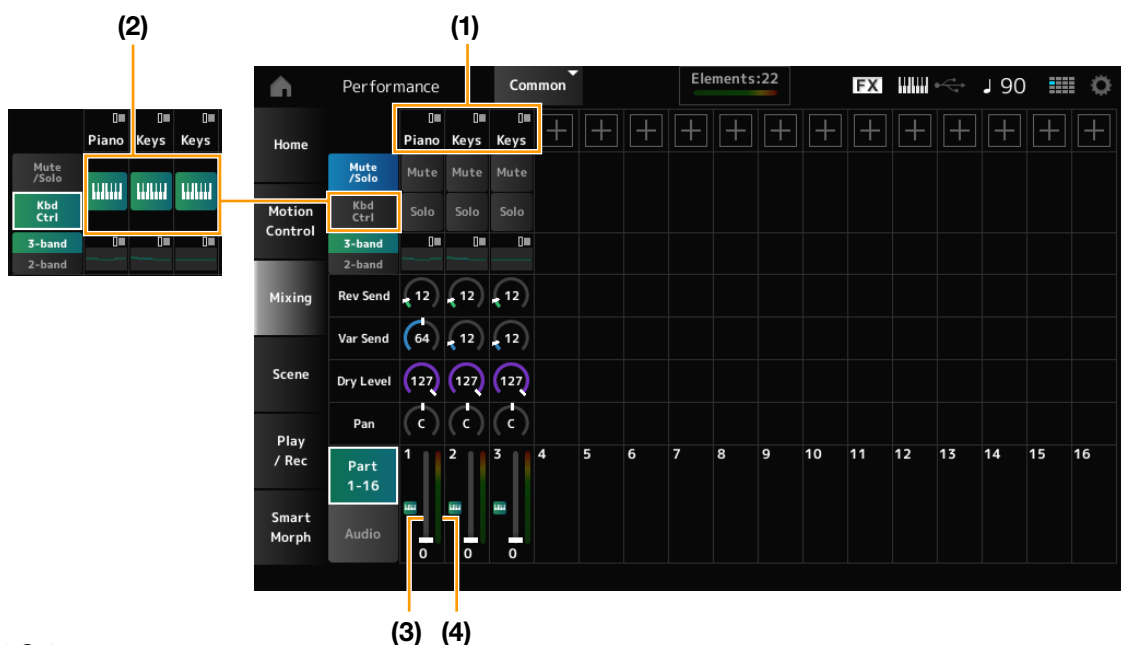 (2)
(1)
Performance
Common
Elements:22
FX
♩ 90
Piano Keys Keys
Mute
/Solo
Kbd
Ctrl
3-band
2-band
Home
Motion
Control
Mixing
Scene
Play
/ Rec
Smart
Morph
Piano Keys Keys
Mute
/Solo
Mute Mute Mute
Kbd
Ctrl
Solo Solo Solo
3-band
2-band
Rev Send 12 12 12
Var Send 64 12 12
Dry Level 127 127 127
Pan C C C
Part
1-16
1 2 3 4 5 6 7 8 9 10 11 12 13 14 15 16
Audio
0 0 0
(3) (4)